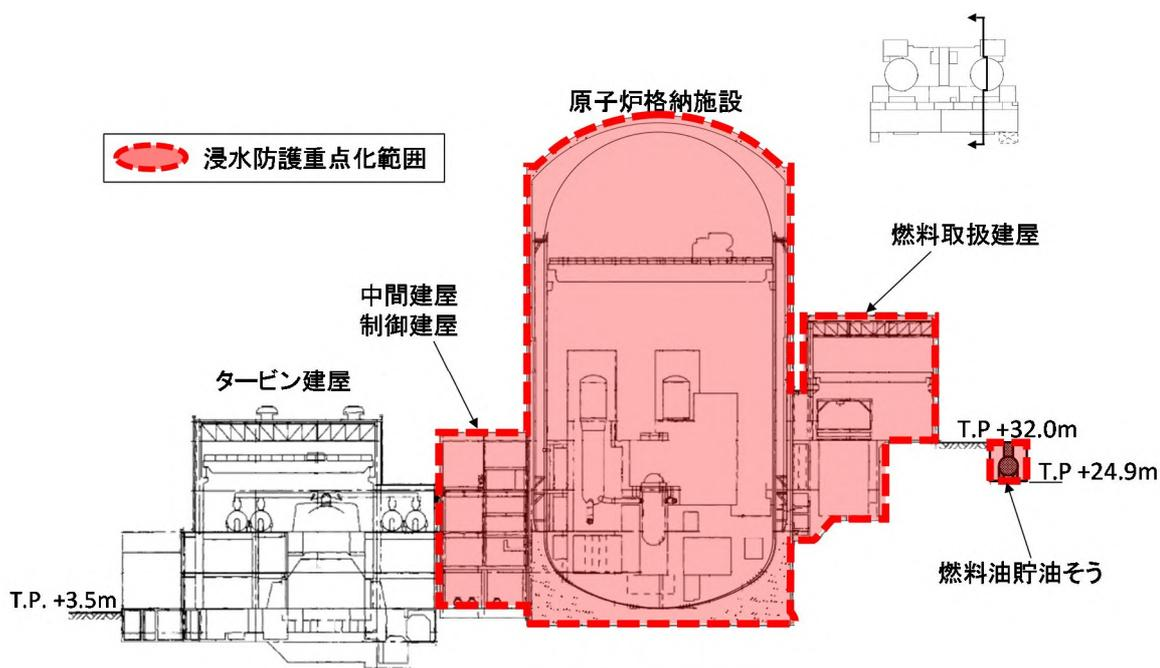 原子炉格納施設
浸水防護重点化範囲
燃料取扱建屋
中間建屋
制御建屋
タービン建屋
T.P +32.0m
T.P +24.9m
燃料油貯油そう
T.P. +3.5m